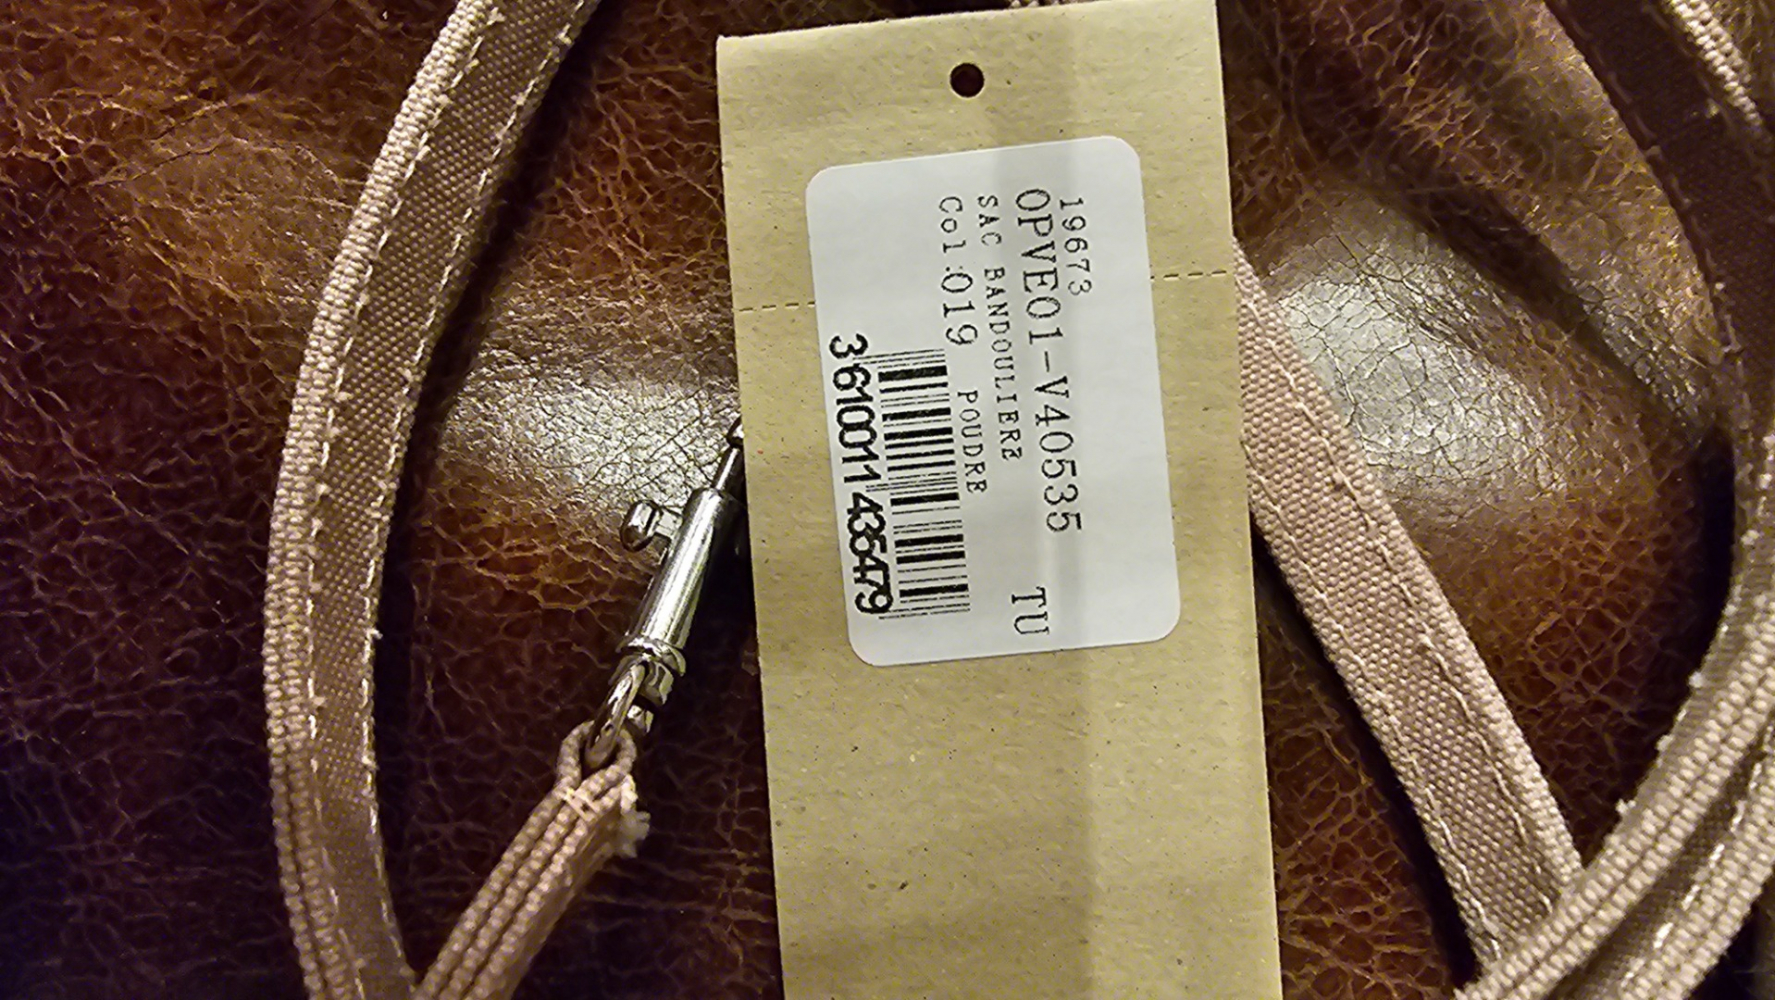 19673
OPVE01-V40535 TU
SAC BANDOULIERE
Col.019 POUDRE
3610011435479